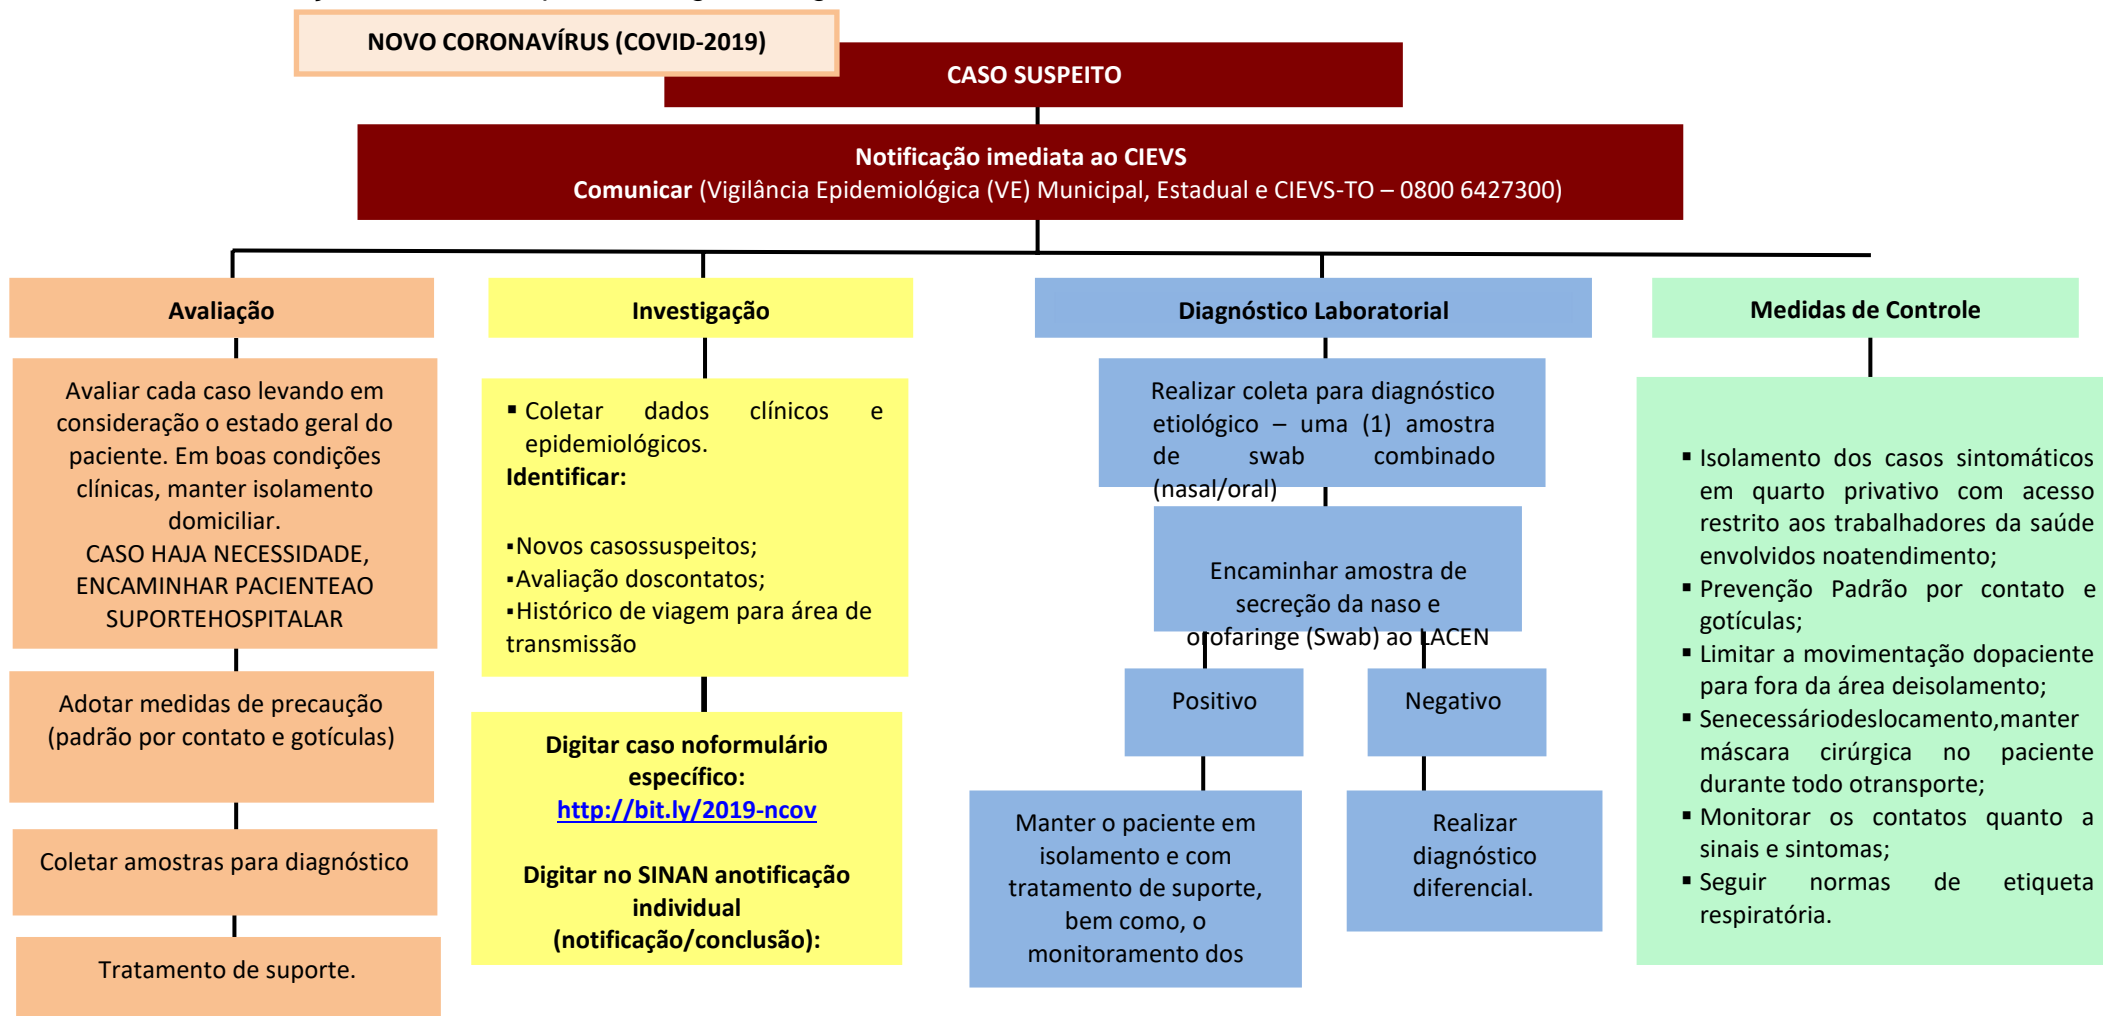 NOVO CORONAVÍRUS (COVID-2019)
CASO SUSPEITO
Notificação imediata ao CIEVS
Comunicar (Vigilância Epidemiológica (VE) Municipal, Estadual e CIEVS-TO – 0800 6427300)
Avaliação
Avaliar cada caso levando em
consideração o estado geral do
paciente. Em boas condições
clínicas, manter isolamento
domiciliar.
CASO HAJA NECESSIDADE,
ENCAMINHAR PACIENTEAO
SUPORTEHOSPITALAR
Adotar medidas de precaução
(padrão por contato e gotículas)
Coletar amostras para diagnóstico
Tratamento de suporte.
Investigação
▪ Coletar dados clínicos e
epidemiológicos.
Identificar:
▪Novos casossuspeitos;
▪Avaliação doscontatos;
▪Histórico de viagem para área de
transmissão
Digitar caso noformulário
específico:
http://bit.ly/2019-ncov
Digitar no SINAN anotificação
individual
(notificação/conclusão):
Diagnóstico Laboratorial
Realizar coleta para diagnóstico
etiológico – uma (1) amostra
de swab combinado
(nasal/oral)
Encaminhar amostra de
secreção da naso e
orofaringe (Swab) ao LACEN
Positivo
Negativo
Manter o paciente em
isolamento e com
tratamento de suporte,
bem como, o
monitoramento dos
Realizar
diagnóstico
diferencial.
Medidas de Controle
▪ Isolamento dos casos sintomáticos
em quarto privativo com acesso
restrito aos trabalhadores da saúde
envolvidos noatendimento;
▪ Prevenção Padrão por contato e
gotículas;
▪ Limitar a movimentação dopaciente
para fora da área deisolamento;
▪ Senecessáriodeslocamento,manter
máscara cirúrgica no paciente
durante todo otransporte;
▪ Monitorar os contatos quanto a
sinais e sintomas;
▪ Seguir normas de etiqueta
respiratória.